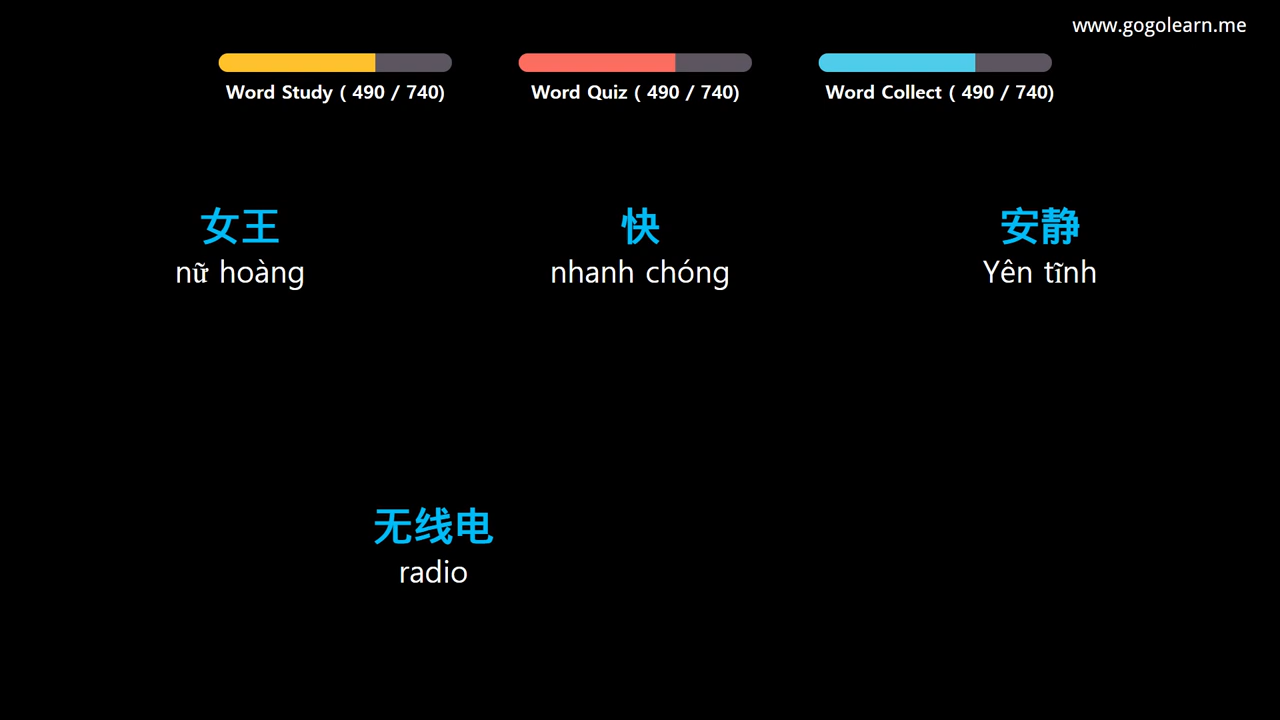 www.gogolearn.me
Word Study ( 490 / 740)
Word Quiz ( 490 / 740)
Word Collect ( 490 / 740)
女王
nữ hoàng
快
nhanh chóng
安静
Yên tĩnh
无线电
radio